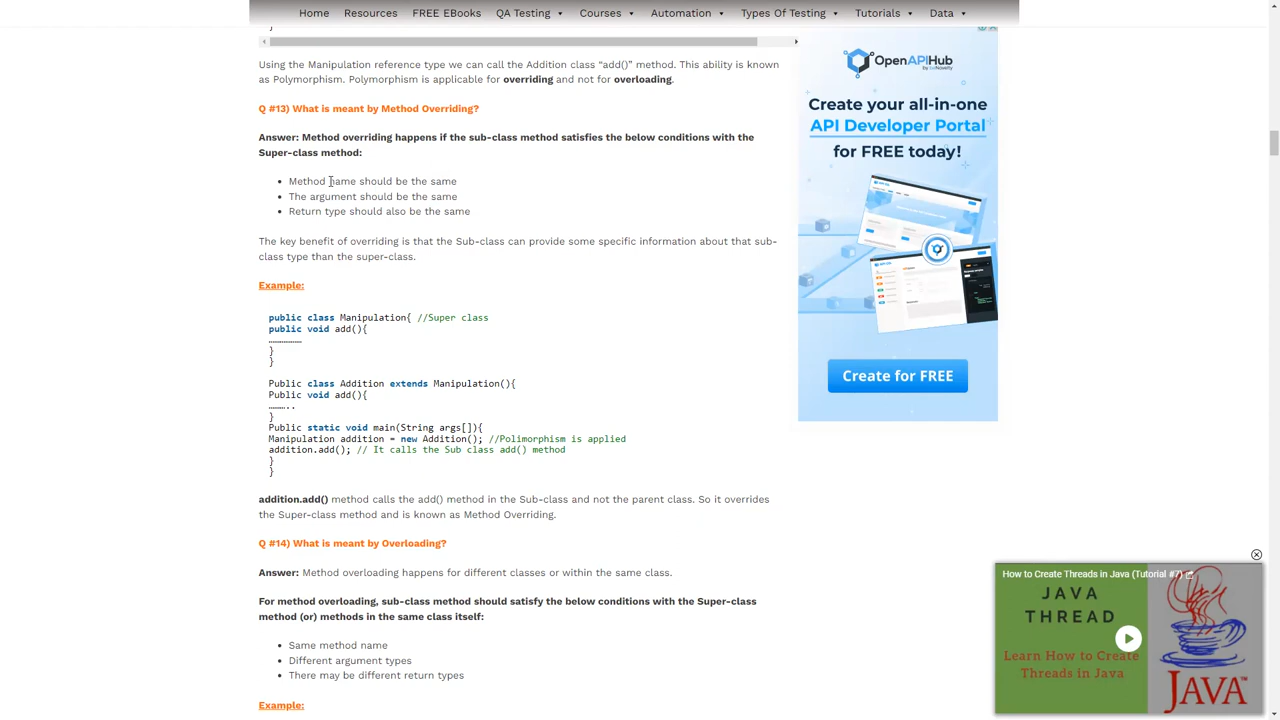 Home Resources FREE EBooks QA Testing Courses Automation Types Of Testing Tutorials Data
}
Using the Manipulation reference type we can call the Addition class “add()” method. This ability is known
as Polymorphism. Polymorphism is applicable for overriding and not for overloading.
Q #13) What is meant by Method Overriding?
Answer: Method overriding happens if the sub-class method satisfies the below conditions with the
Super-class method:
• Method name should be the same
• The argument should be the same
• Return type should also be the same
The key benefit of overriding is that the Sub-class can provide some specific information about that sub-
class type than the super-class.
Example:
public class Manipulation{ //Super class
public void add(){
………………
}
}
Public class Addition extends Manipulation(){
Public void add(){
………..
}
Public static void main(String args[]){
Manipulation addition = new Addition(); //Polimorphism is applied
addition.add(); // It calls the Sub class add() method
}
}
addition.add() method calls the add() method in the Sub-class and not the parent class. So it overrides
the Super-class method and is known as Method Overriding.
Q #14) What is meant by Overloading?
Answer: Method overloading happens for different classes or within the same class.
For method overloading, sub-class method should satisfy the below conditions with the Super-class
method (or) methods in the same class itself:
• Same method name
• Different argument types
• There may be different return types
Example:
OpenAPIHub
Create your all-in-one
API Developer Portal
for FREE today!
Create for FREE
How to Create Threads in Java (Tutorial #7)
JAVA
THREAD
Learn How to Create
Threads in Java
JAVA